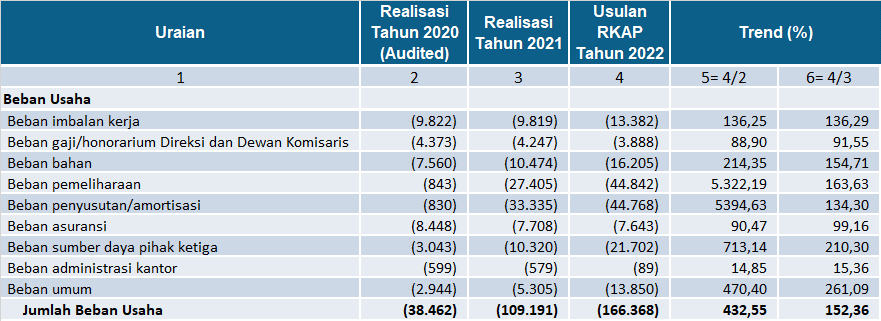 Uraian Realisasi Tahun 2020 (Audited) Realisasi Tahun 2021 Usulan RKAP Tahun 2022 Trend (%)
1 2 3 4 5= 4/2 6= 4/3
Beban Usaha
Beban imbalan kerja (9.822) (9.819) (13.382) 136,25 136,29
Beban gaji/honorarium Direksi dan Dewan Komisaris (4.373) (4.247) (3.888) 88,90 91,55
Beban bahan (7.560) (10.474) (16.205) 214,35 154,71
Beban pemeliharaan (843) (27.405) (44.842) 5.322,19 163,63
Beban penyusutan/amortisasi (830) (33.335) (44.768) 5394,63 134,30
Beban asuransi (8.448) (7.708) (7.643) 90,47 99,16
Beban sumber daya pihak ketiga (3.043) (10.320) (21.702) 713,14 210,30
Beban administrasi kantor (599) (579) (89) 14,85 15,36
Beban umum (2.944) (5.305) (13.850) 470,40 261,09
Jumlah Beban Usaha (38.462) (109.191) (166.368) 432,55 152,36